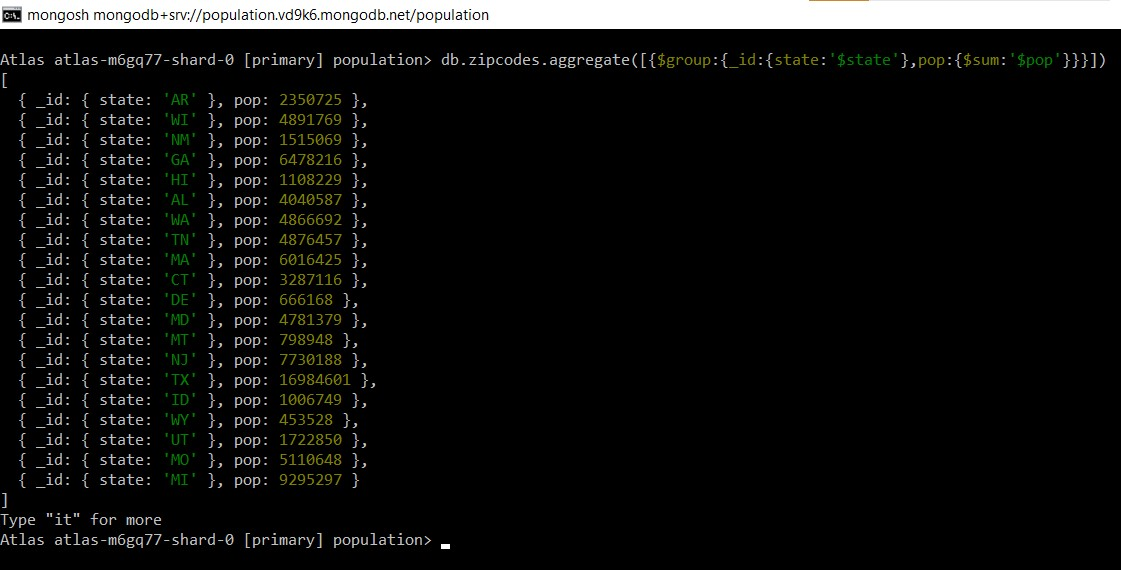 mongosh mongodb+srv://population.vd9k6.mongodb.net/population
Atlas atlas-m6gq77-shard-0 [primary] population> db.zipcodes.aggregate([{$group:{_id:{state:'$state'},pop:{$sum:'$pop'}}}])
[
  { _id: { state: 'AR' }, pop: 2350725 },
  { _id: { state: 'WI' }, pop: 4891769 },
  { _id: { state: 'NM' }, pop: 1515069 },
  { _id: { state: 'GA' }, pop: 6478216 },
  { _id: { state: 'HI' }, pop: 1108229 },
  { _id: { state: 'AL' }, pop: 4040587 },
  { _id: { state: 'WA' }, pop: 4866692 },
  { _id: { state: 'TN' }, pop: 4876457 },
  { _id: { state: 'MA' }, pop: 6016425 },
  { _id: { state: 'CT' }, pop: 3287116 },
  { _id: { state: 'DE' }, pop: 666168 },
  { _id: { state: 'MD' }, pop: 4781379 },
  { _id: { state: 'MT' }, pop: 798948 },
  { _id: { state: 'NJ' }, pop: 7730188 },
  { _id: { state: 'TX' }, pop: 16984601 },
  { _id: { state: 'ID' }, pop: 1006749 },
  { _id: { state: 'WY' }, pop: 453528 },
  { _id: { state: 'UT' }, pop: 1722850 },
  { _id: { state: 'MO' }, pop: 5110648 },
  { _id: { state: 'MI' }, pop: 9295297 }
]
Type "it" for more
Atlas atlas-m6gq77-shard-0 [primary] population>